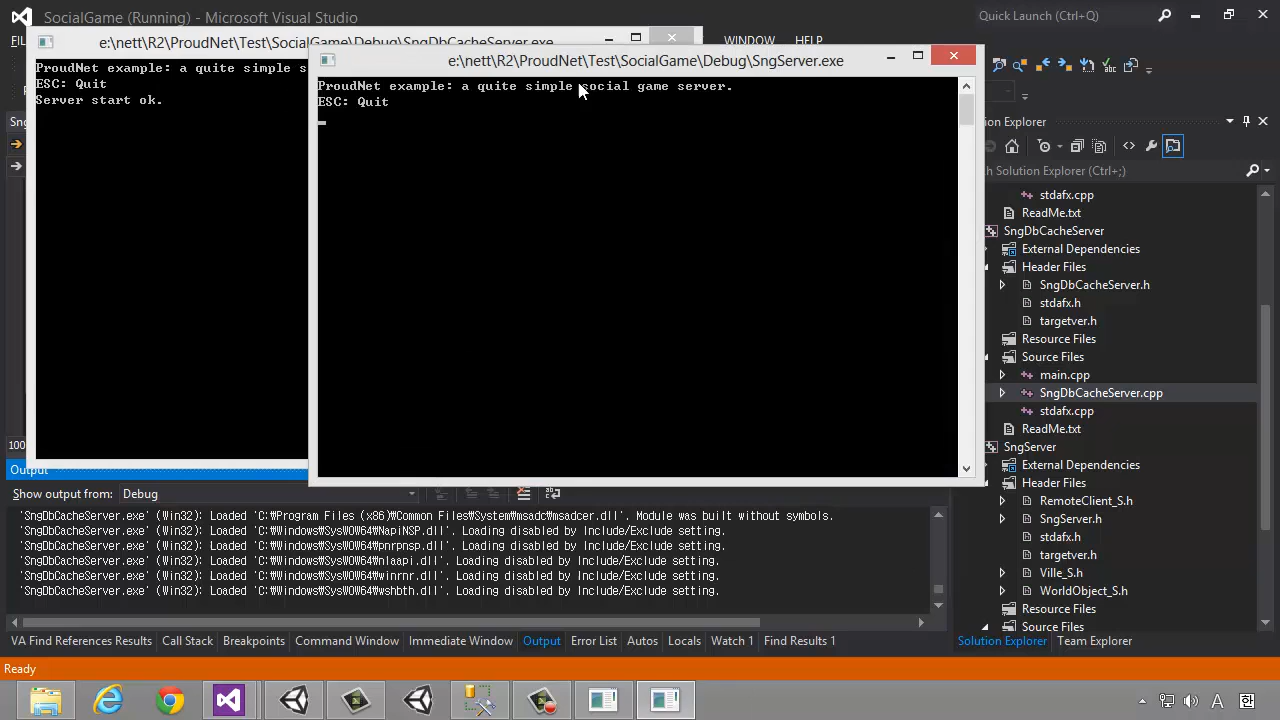 SocialGame (Running) - Microsoft Visual Studio
Quick Launch (Ctrl+Q)
WINDOW HELP
e:\nett\R2\ProudNet\Test\SocialGame\Debug\SngDbCacheServer.exe
ProudNet example: a quite simple s
ESC: Quit
Server start ok.
e:\nett\R2\ProudNet\Test\SocialGame\Debug\SngServer.exe
ProudNet example: a quite simple social game server.
ESC: Quit
Sng
100
Explorer
ch Solution Explorer (Ctrl+;)
stdafx.cpp
ReadMe.txt
SngDbCacheServer
External Dependencies
Header Files
SngDbCacheServer.h
stdafx.h
targetver.h
Resource Files
Source Files
main.cpp
SngDbCacheServer.cpp
stdafx.cpp
ReadMe.txt
SngServer
External Dependencies
Header Files
RemoteClient_S.h
SngServer.h
stdafx.h
targetver.h
Ville_S.h
WorldObject_S.h
Resource Files
Source Files
Solution Explorer Team Explorer
Output
Show output from: Debug
'SngDbCacheServer.exe' (Win32): Loaded 'C:₩Program Files (x86)₩Common Files₩System₩msadc₩msadcer.dll'. Module was built without symbols.
'SngDbCacheServer.exe' (Win32): Loaded 'C:₩Windows₩SysWOW64₩NapiNSP.dll'. Loading disabled by Include/Exclude setting.
'SngDbCacheServer.exe' (Win32): Loaded 'C:₩Windows₩SysWOW64₩pnrpnsp.dll'. Loading disabled by Include/Exclude setting.
'SngDbCacheServer.exe' (Win32): Loaded 'C:₩Windows₩SysWOW64₩nlaapi.dll'. Loading disabled by Include/Exclude setting.
'SngDbCacheServer.exe' (Win32): Loaded 'C:₩Windows₩SysWOW64₩winrnr.dll'. Loading disabled by Include/Exclude setting.
'SngDbCacheServer.exe' (Win32): Loaded 'C:₩Windows₩SysWOW64₩wshbth.dll'. Loading disabled by Include/Exclude setting.
VA Find References Results Call Stack Breakpoints Command Window Immediate Window Output Error List Autos Locals Watch 1 Find Results 1
Ready
A 한